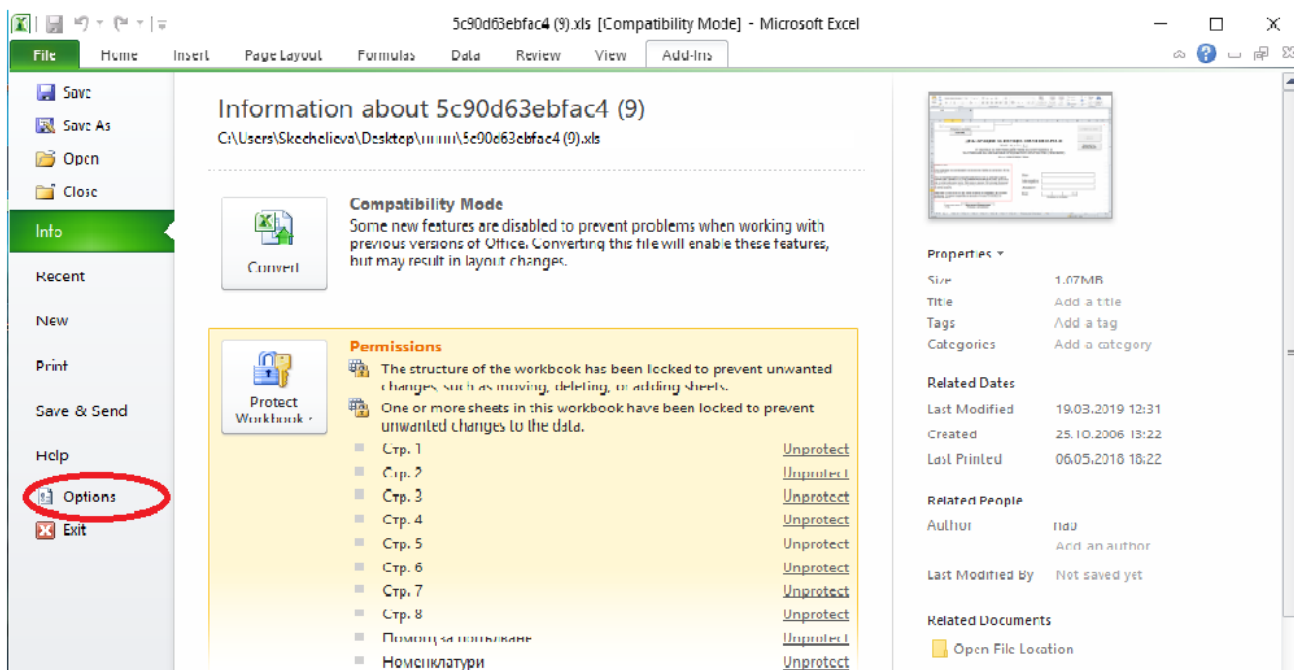 5c90d63ebfac4 (9).xls [Compatibility Mode] - Microsoft Excel
File Home Insert Page Layout Formulas Data Review View Add-Ins
Save
Save As
Open
Close
Info
Recent
New
Print
Save & Send
Help
Options
Exit
Information about 5c90d63ebfac4 (9)
C:\Users\Skechelieva\Desktop\ \5c90d63ebfac4 (9).xls
Convert
Compatibility Mode
Some new features are disabled to prevent problems when working with
previous versions of Office. Converting this file will enable these features,
but may result in layout changes.
Protect
Workbook
Permissions
The structure of the workbook has been locked to prevent unwanted
changes, such as moving, deleting, or adding sheets.
One or more sheets in this workbook have been locked to prevent
unwanted changes to the data.
Стр. 1 Unprotect
Стр. 2 Unprotect
Стр. 3 Unprotect
Стр. 4 Unprotect
Стр. 5 Unprotect
Стр. 6 Unprotect
Стр. 7 Unprotect
Стр. 8 Unprotect
Помощ за попълване Unprotect
Номенклатури Unprotect
Properties
Size 1.07MB
Title Add a title
Tags Add a tag
Categories Add a category
Related Dates
Last Modified 19.03.2019 12:31
Created 25.10.2006 13:22
Last Printed 06.05.2018 18:22
Related People
Author nap
Add an author
Last Modified By Not saved yet
Related Documents
Open File Location